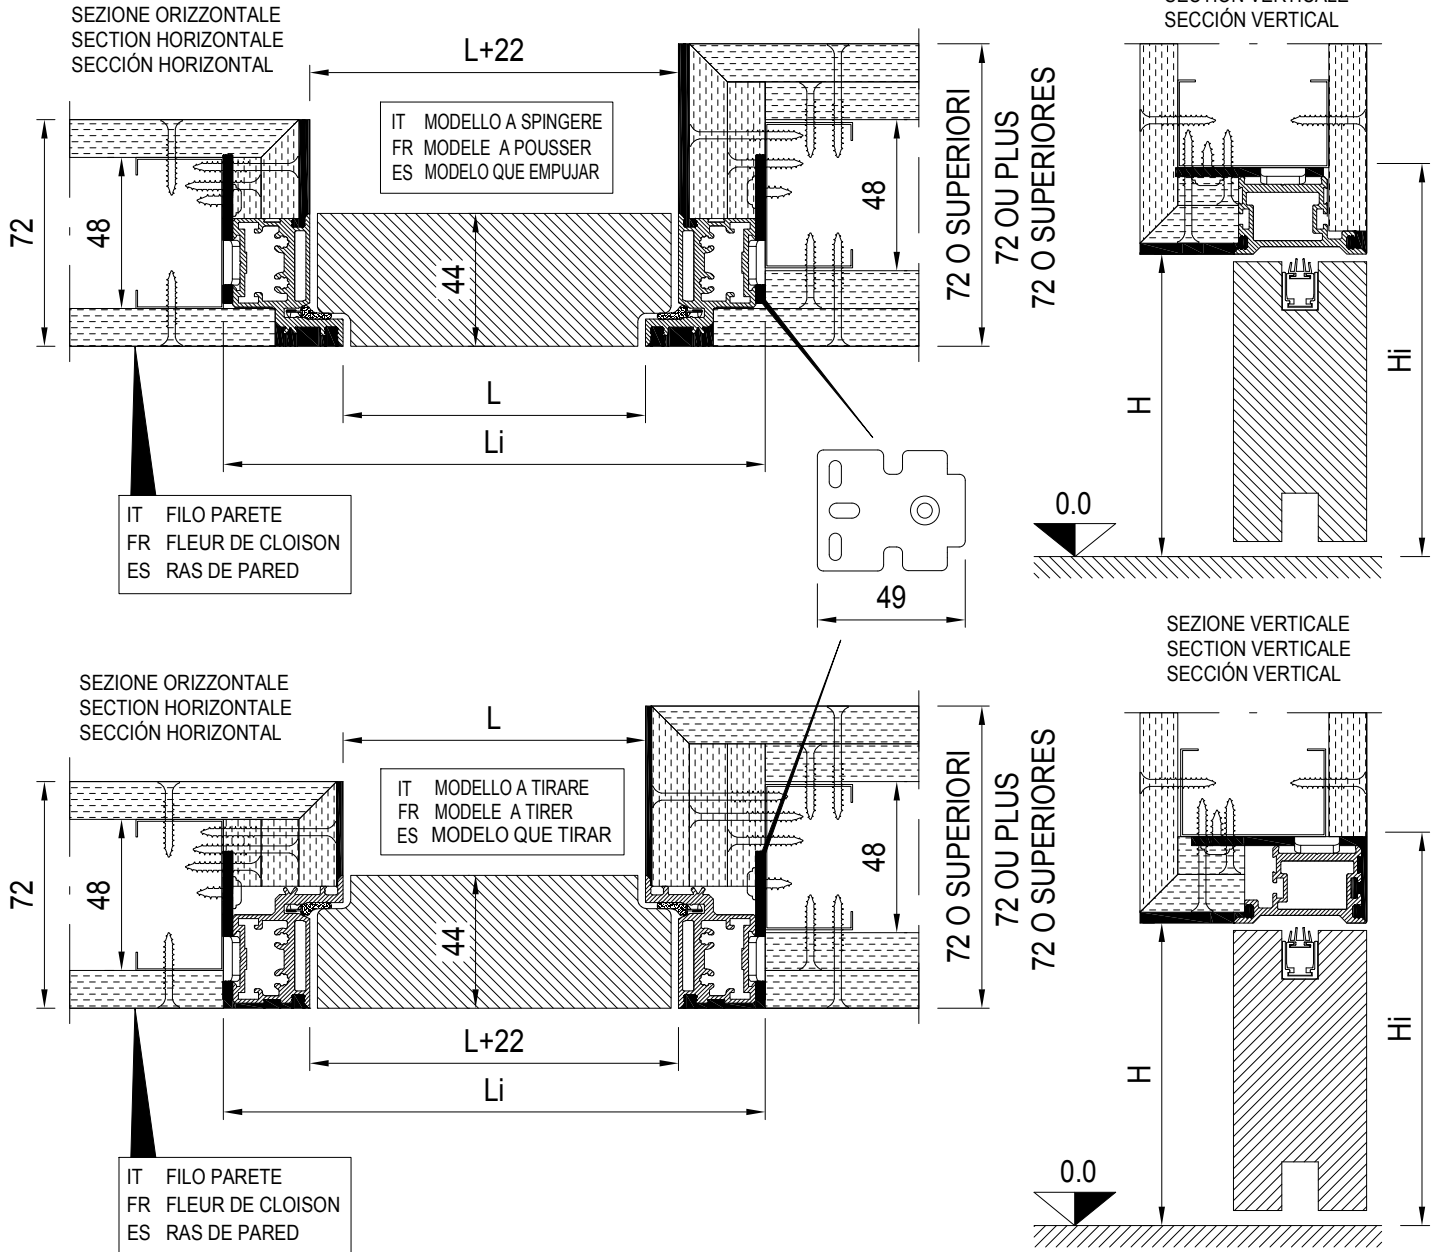 SEZIONE ORIZZONTALE
SECTION HORIZONTALE
SECCIÓN HORIZONTAL
L+22
IT MODELLO A SPINGERE
FR MODELE A POUSSER
ES MODELO QUE EMPUJAR
72
48
44
48
72 O SUPERIORI
72 OU PLUS
72 O SUPERIORES
L
Li
IT FILO PARETE
FR FLEUR DE CLOISON
ES RAS DE PARED
49
SECTION VERTICALE
SECCIÓN VERTICAL
H
Hi
0.0
SEZIONE ORIZZONTALE
SECTION HORIZONTALE
SECCIÓN HORIZONTAL
L
IT MODELLO A TIRARE
FR MODELE A TIRER
ES MODELO QUE TIRAR
72
48
44
48
72 O SUPERIORI
72 OU PLUS
72 O SUPERIORES
L+22
Li
IT FILO PARETE
FR FLEUR DE CLOISON
ES RAS DE PARED
SEZIONE VERTICALE
SECTION VERTICALE
SECCIÓN VERTICAL
H
Hi
0.0